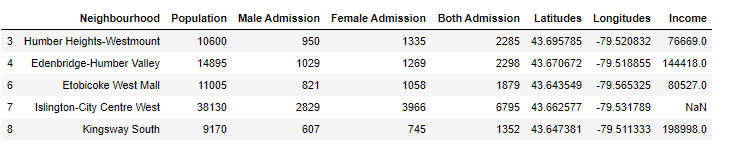 Neighbourhood Population Male Admission Female Admission Both Admission Latitudes Longitudes Income
3 Humber Heights-Westmount 10600 950 1335 2285 43.695785 -79.520832 76669.0
4 Edenbridge-Humber Valley 14895 1029 1269 2298 43.670672 -79.518855 144418.0
6 Etobicoke West Mall 11005 821 1058 1879 43.643549 -79.565325 80527.0
7 Islington-City Centre West 38130 2829 3966 6795 43.662577 -79.531789 NaN
8 Kingsway South 9170 607 745 1352 43.647381 -79.511333 198998.0